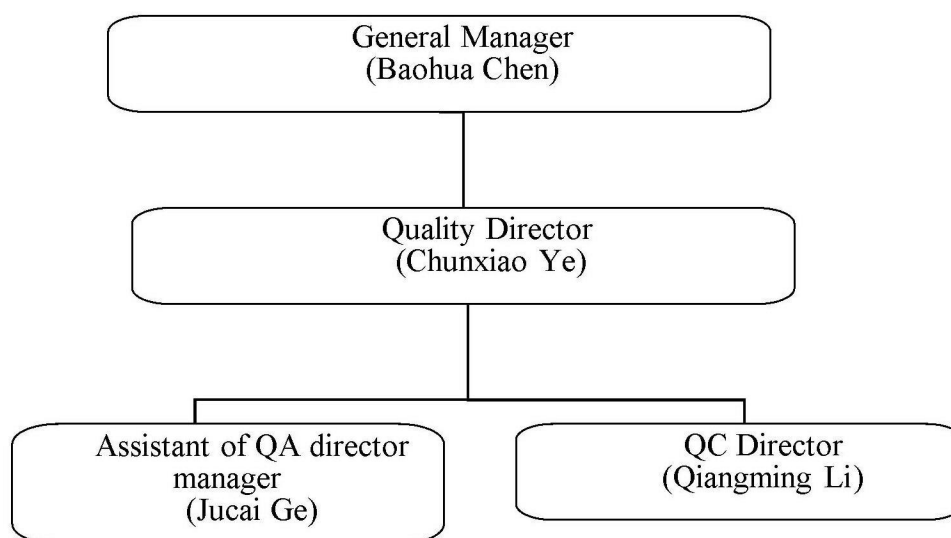 General Manager
(Baohua Chen)
Quality Director
(Chunxiao Ye)
Assistant of QA director
manager
(Jucai Ge)
QC Director
(Qiangming Li)